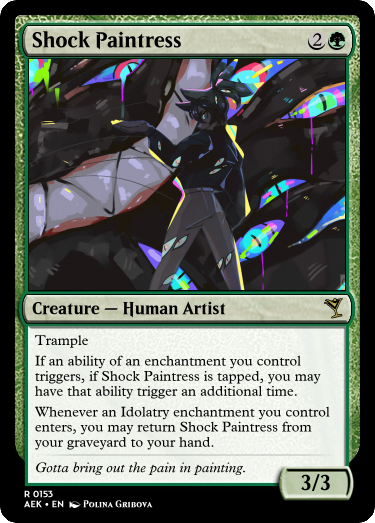 Shock Paintress
2
Creature — Human Artist
Trample
If an ability of an enchantment you control
triggers, if Shock Paintress is tapped, you may
have that ability trigger an additional time.
Whenever an Idolatry enchantment you control
enters, you may return Shock Paintress from
your graveyard to your hand.
Gotta bring out the pain in painting.
3/3
R 0153
AEK • EN Polina Gribova